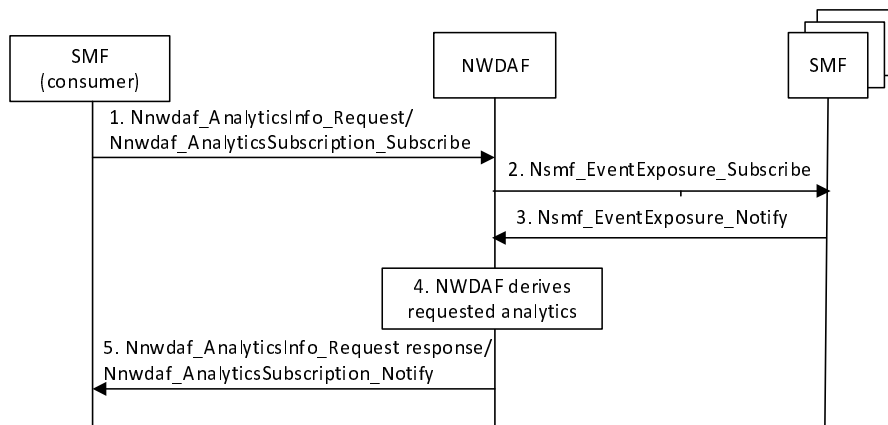 SMF
(consumer)
NWDAF
SMF
1. Nnwdaf_AnalyticsInfo_Request/
Nnwdaf_AnalyticsSubscription_Subscribe
2. Nsmf_EventExposure_Subscribe
3. Nsmf_EventExposure_Notify
4. NWDAF derives
requested analytics
5. Nnwdaf_AnalyticsInfo_Request response/
Nnwdaf_AnalyticsSubscription_Notify